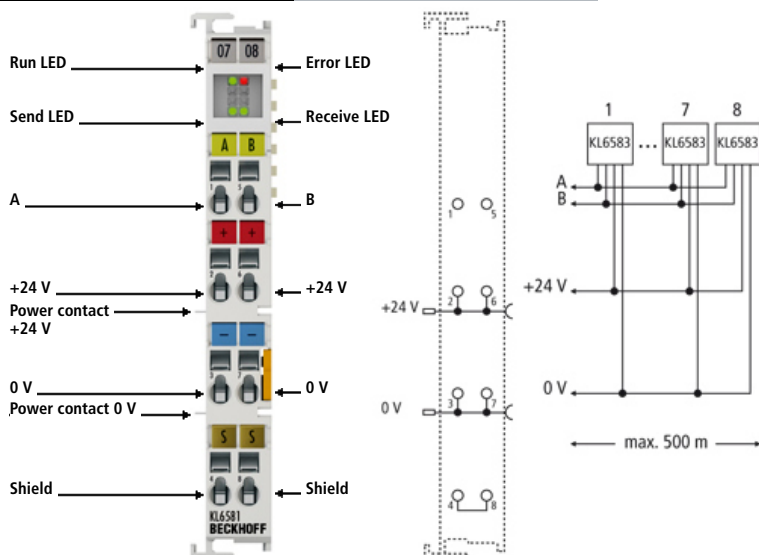 07 08
Run LED
Error LED
Send LED
Receive LED
A B
A
B
+ +
+24 V
+24 V
Power contact
+24 V
− −
0 V
0 V
Power contact 0 V
S S
Shield
Shield
KL6581
BECKHOFF
1 5
2 6
+24 V
3 7
0 V
4 8
1 7 8
KL6583 ... KL6583 KL6583
A
B
+24 V
0 V
max. 500 m